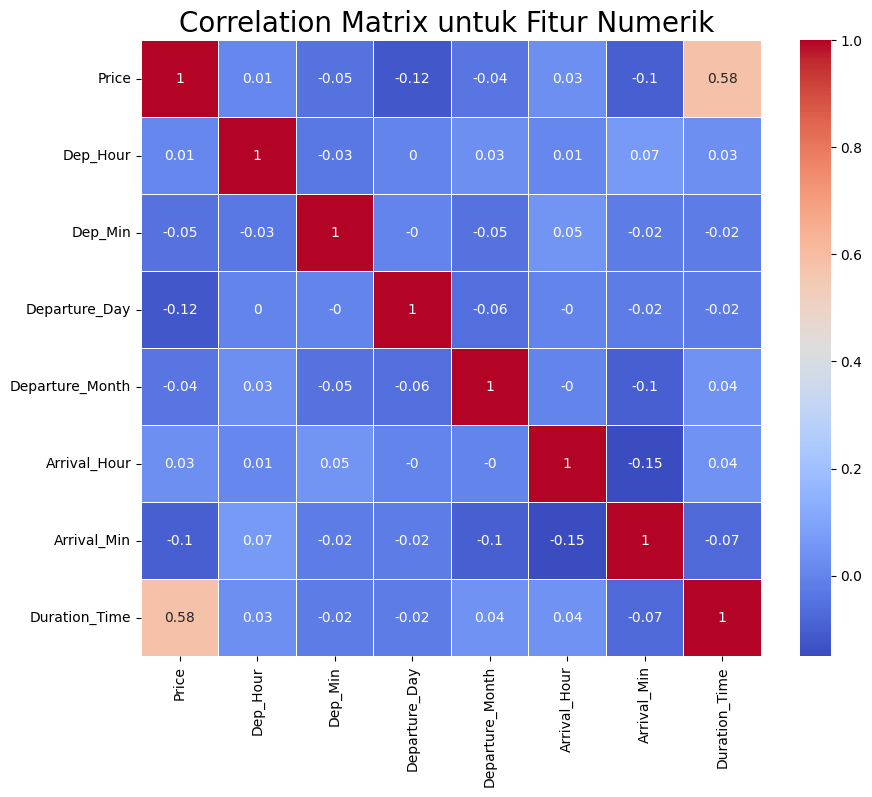 Correlation Matrix untuk Fitur Numerik
Price 1 0.01 -0.05 -0.12 -0.04 0.03 -0.1 0.58
Dep_Hour 0.01 1 -0.03 0 0.03 0.01 0.07 0.03
Dep_Min -0.05 -0.03 1 -0 -0.05 0.05 -0.02 -0.02
Departure_Day -0.12 0 -0 1 -0.06 -0 -0.02 -0.02
Departure_Month -0.04 0.03 -0.05 -0.06 1 -0 -0.1 0.04
Arrival_Hour 0.03 0.01 0.05 -0 -0 1 -0.15 0.04
Arrival_Min -0.1 0.07 -0.02 -0.02 -0.1 -0.15 1 -0.07
Duration_Time 0.58 0.03 -0.02 -0.02 0.04 0.04 -0.07 1
Price
Dep_Hour
Dep_Min
Departure_Day
Departure_Month
Arrival_Hour
Arrival_Min
Duration_Time
1.0
0.8
0.6
0.4
0.2
0.0